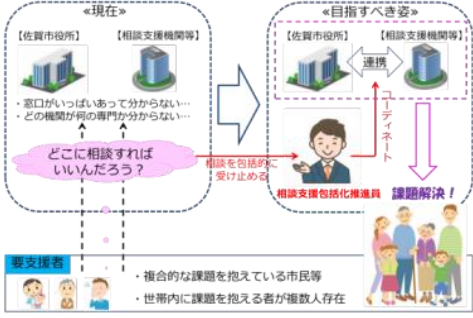 ≪現在≫
【佐賀市役所】
【相談支援機関等】
・窓口がいっぱいあって分からない…
・どの機関が何の専門か分からない…
どこに相談すれば
いいんだろう？
≪目指すべき姿≫
【佐賀市役所】
【相談支援機関等】
連携
コーディネート
相談を包括的に
受け止める
相談支援包括化推進員
課題解決！
要支援者
・複合的な課題を抱えている市民等
・世帯内に課題を抱える者が複数人存在